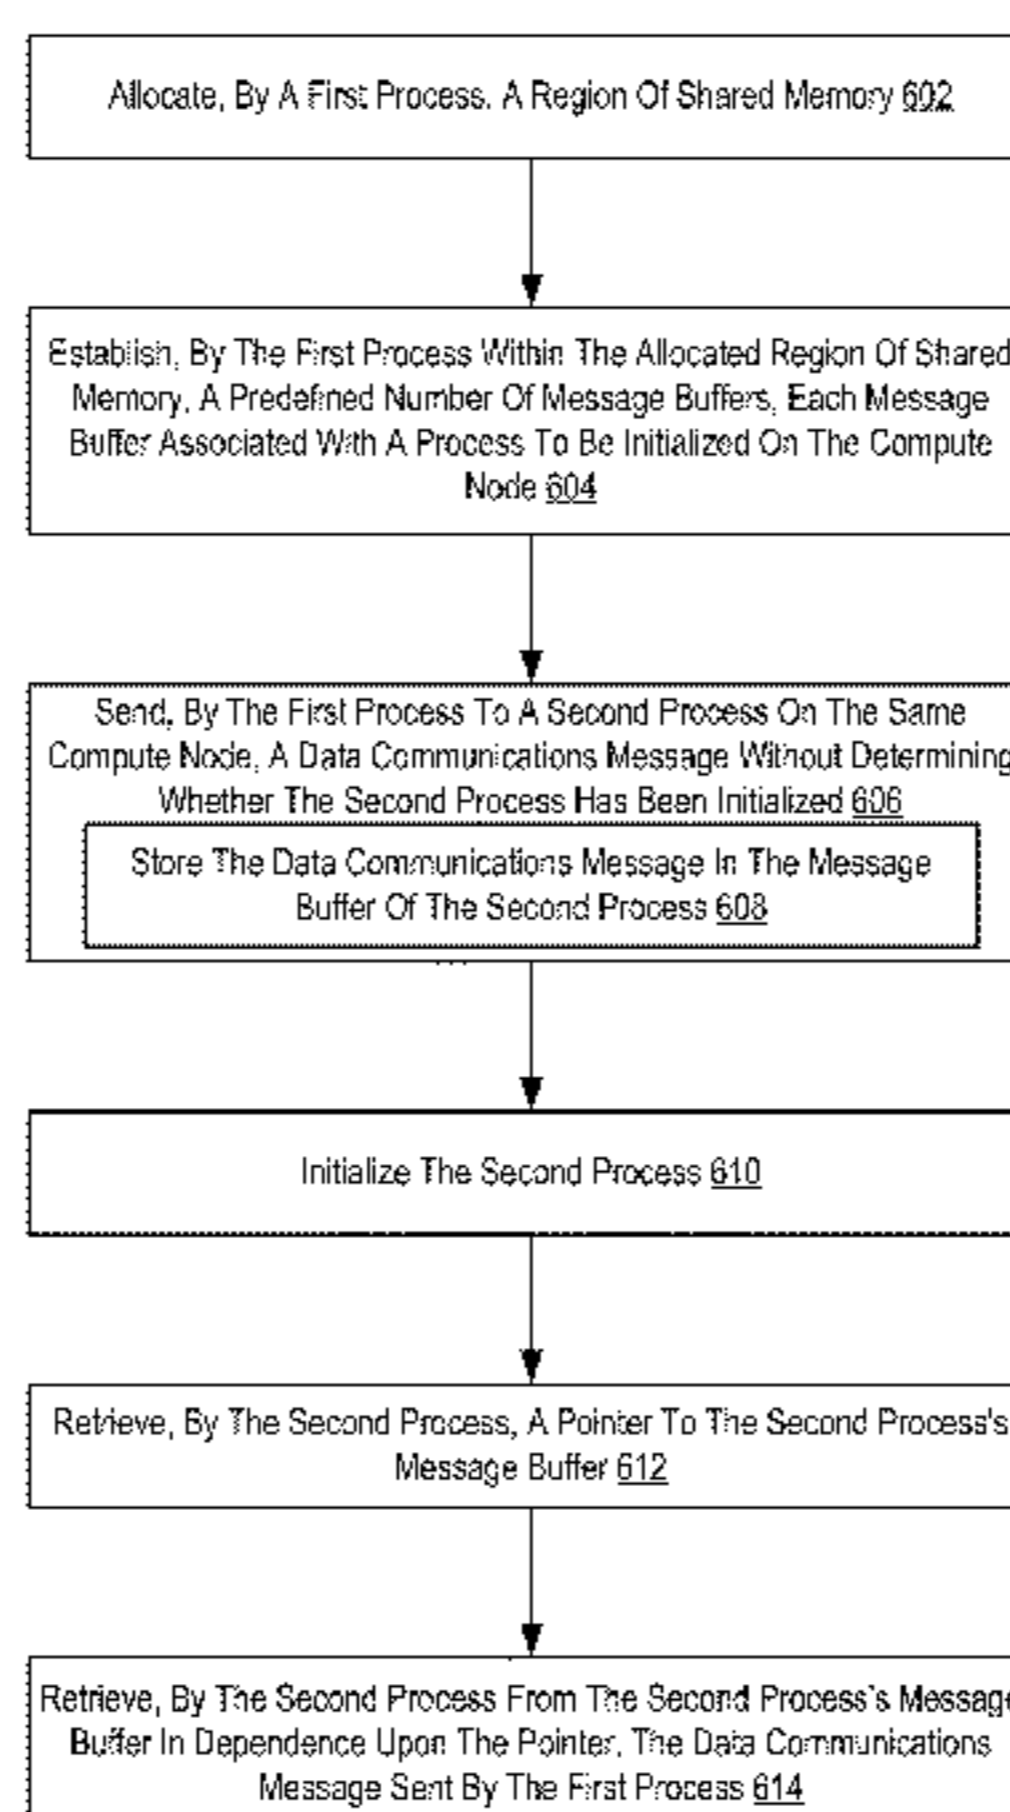 Allocate, By A First Process, A Region Of Shared Memory 602
Establish, By The First Process Within The Allocated Region Of Shared
Memory, A Predefined Number Of Message Buffers, Each Message
Buffer Associated With A Process To Be Initialized On The Compute
Node 604
Send, By The First Process To A Second Process On The Same
Compute Node, A Data Communications Message Without Determining
Whether The Second Process Has Been Initialized 606
Store The Data Communications Message In The Message
Buffer Of The Second Process 608
Initialize The Second Process 610
Retrieve, By The Second Process, A Pointer To The Second Process's
Message Buffer 612
Retrieve, By The Second Process From The Second Process's Message
Buffer In Dependence Upon The Pointer, The Data Communications
Message Sent By The First Process 614